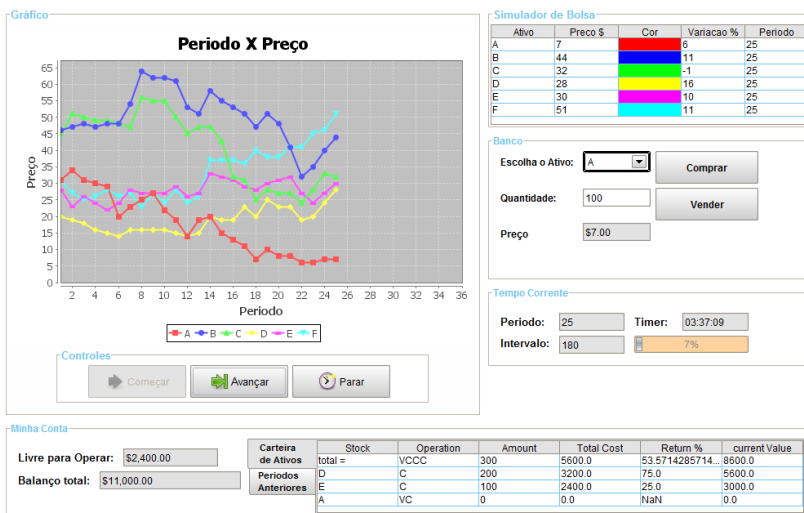 Gráfico
Periodo X Preço
Preço
65
60
55
50
45
40
35
30
25
20
15
10
5
0
2 4 6 8 10 12 14 16 18 20 22 24 26 28 30 32 34 36
Periodo
A B C D E F
Controles
Começar Avançar Parar
Simulador de Bolsa
Ativo Preco $ Cor Variacao % Periodo
A 7 6 25
B 44 11 25
C 32 -1 25
D 28 16 25
E 30 10 25
F 51 11 25
Banco
Escolha o Ativo: A Comprar
Quantidade: 100 Vender
Preço $7.00
Tempo Corrente
Periodo: 25 Timer: 03:37:09
Intervalo: 180 7%
Minha Conta
Livre para Operar: $2,400.00
Balanço total: $11,000.00
Carteira de Ativos
Periodos Anteriores
Stock Operation Amount Total Cost Return % current Value
total = VCCC 300 5600.0 53.5714285714... 8600.0
D C 200 3200.0 75.0 5600.0
E C 100 2400.0 25.0 3000.0
A VC 0 0.0 NaN 0.0